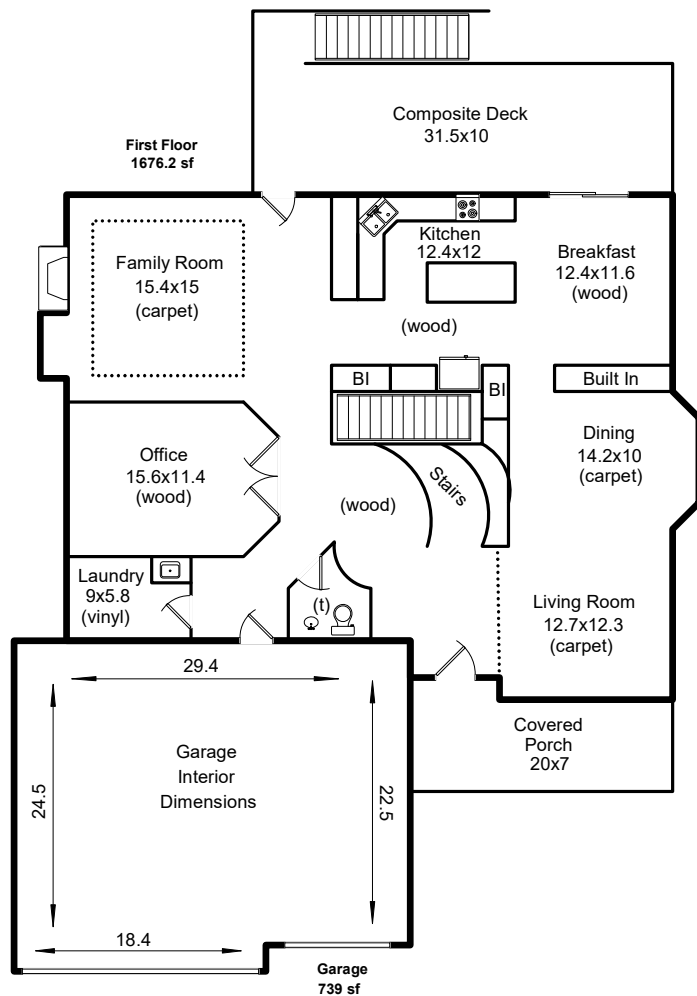 Composite Deck
31.5x10
First Floor
1676.2 sf
Kitchen
12.4x12
Family Room
15.4x15
(carpet)
Breakfast
12.4x11.6
(wood)
(wood)
BI
BI
Built In
Office
15.6x11.4
(wood)
Dining
14.2x10
(carpet)
Stairs
(wood)
Laundry
9x5.8
(vinyl)
(t)
Living Room
12.7x12.3
(carpet)
29.4
Covered
Porch
20x7
Garage
Interior
Dimensions
24.5
22.5
18.4
Garage
739 sf